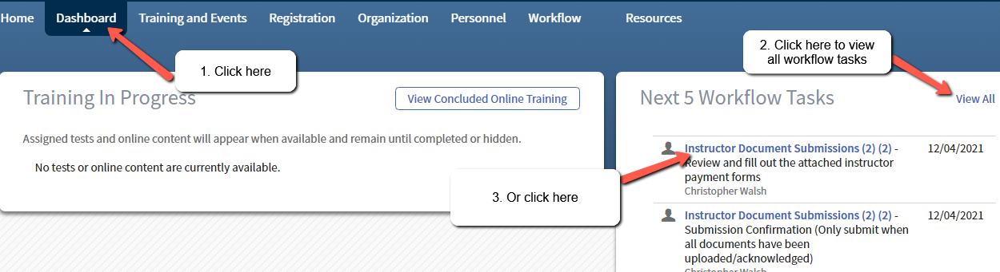 Home Dashboard Training and Events Registration Organization Personnel Workflow Resources
1. Click here
2. Click here to view
all workflow tasks
Training In Progress
View Concluded Online Training
Assigned tests and online content will appear when available and remain until completed or hidden.
No tests or online content are currently available.
3. Or click here
Next 5 Workflow Tasks
View All
Instructor Document Submissions (2) (2) - 12/04/2021
Review and fill out the attached instructor
payment forms
Christopher Walsh
Instructor Document Submissions (2) (2) - 12/04/2021
Submission Confirmation (Only submit when
all documents have been
uploaded/acknowledged)
Christopher Walsh